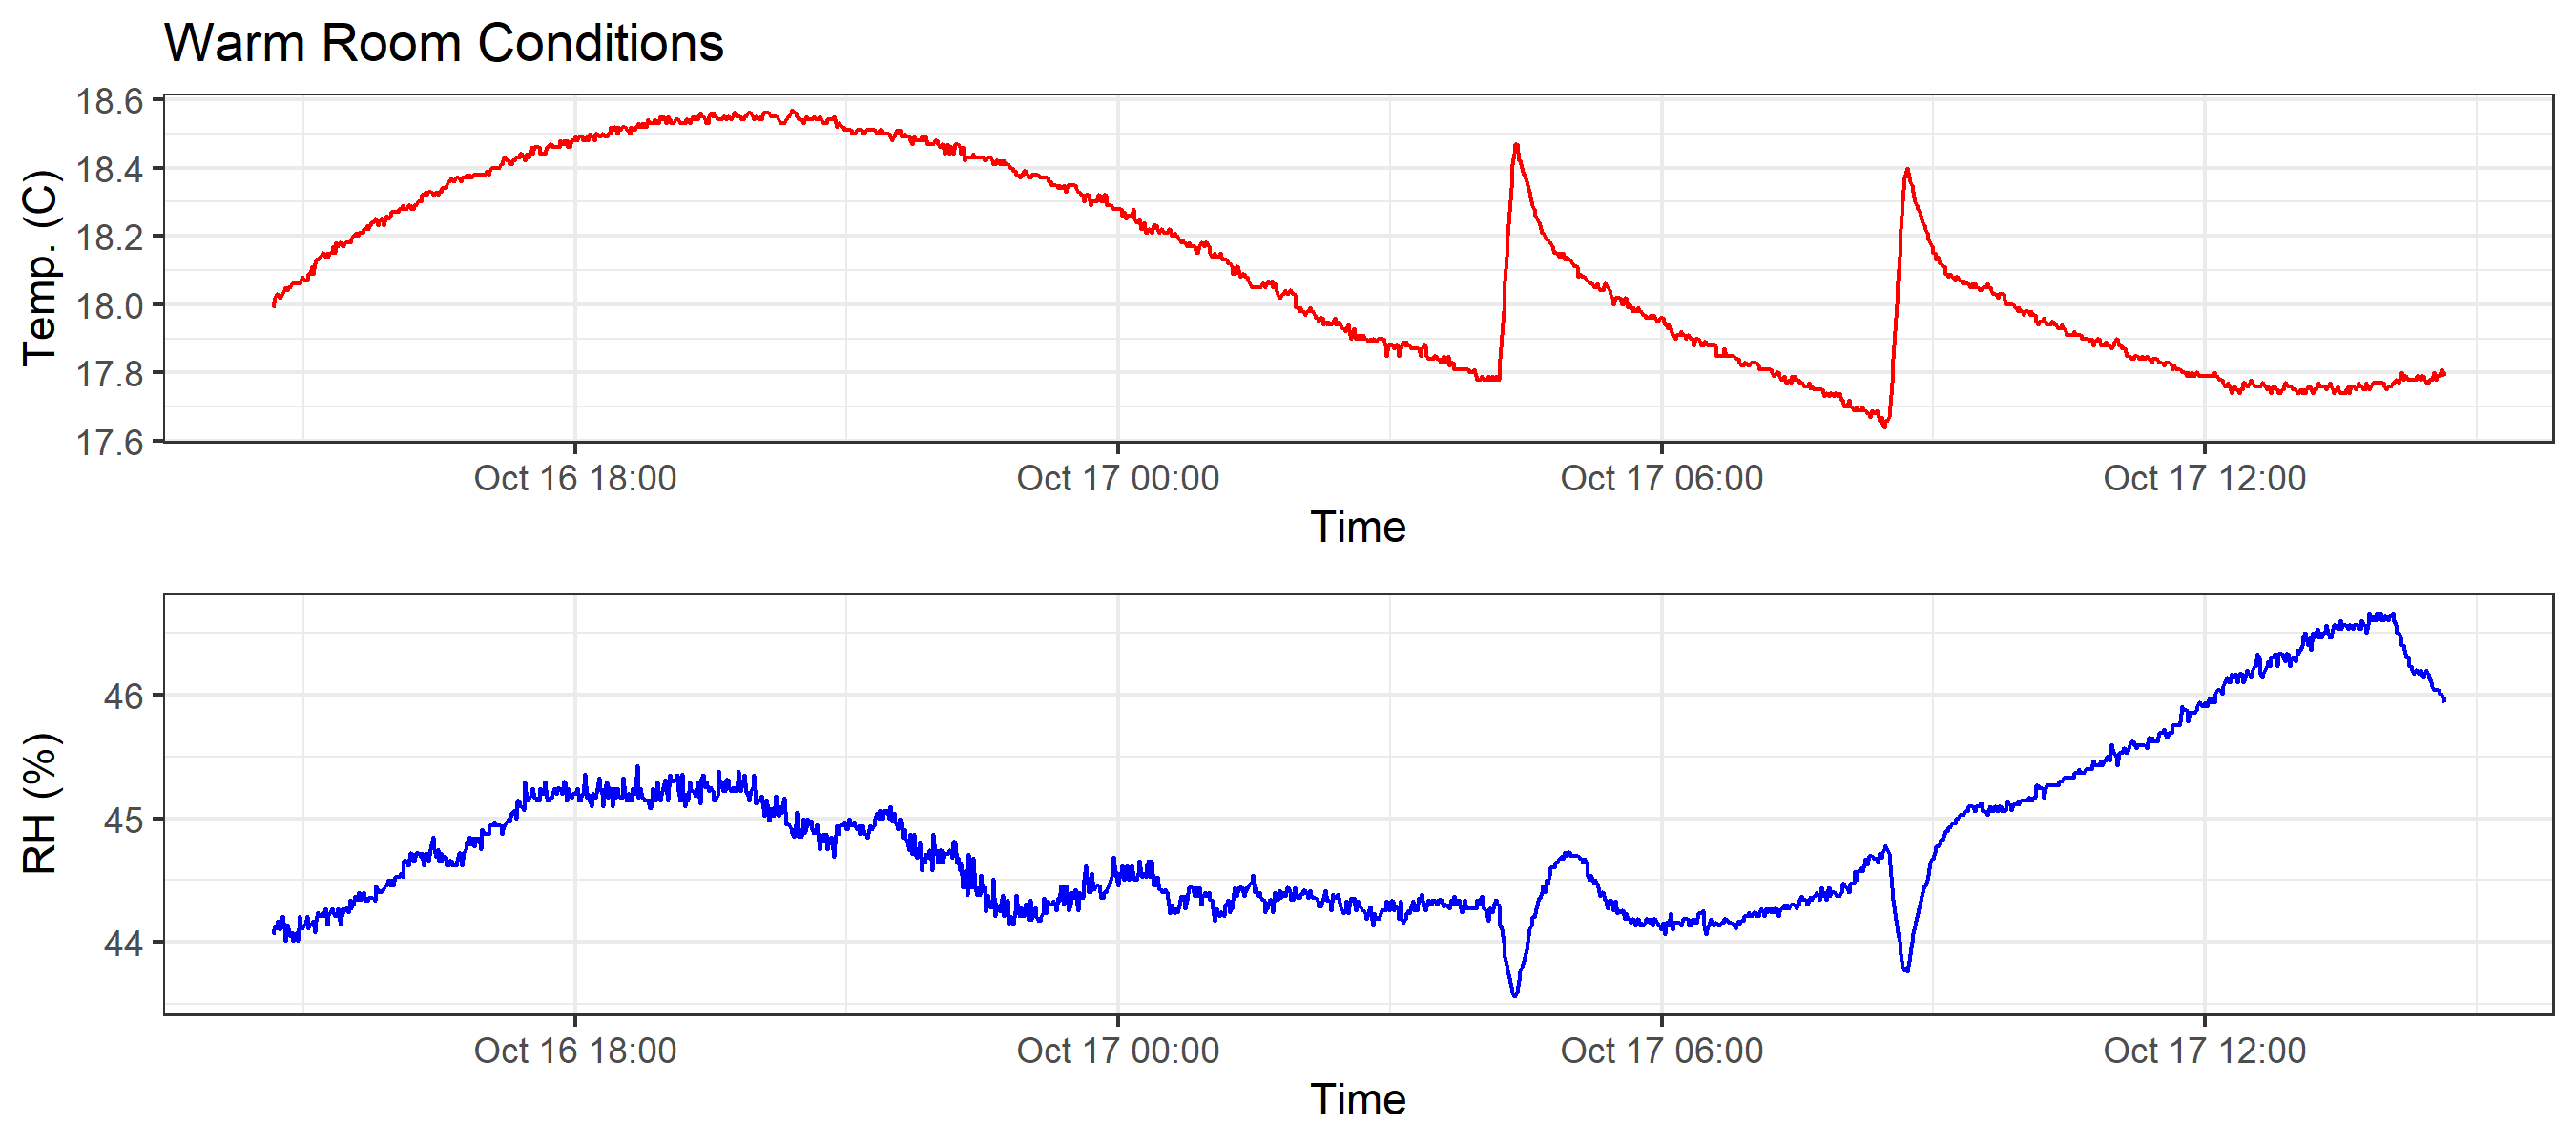 Warm Room Conditions
18.6
18.4
18.2
18.0
17.8
17.6
Temp. (C)
Oct 16 18:00 Oct 17 00:00 Oct 17 06:00 Oct 17 12:00
Time
46
45
44
RH (%)
Oct 16 18:00 Oct 17 00:00 Oct 17 06:00 Oct 17 12:00
Time